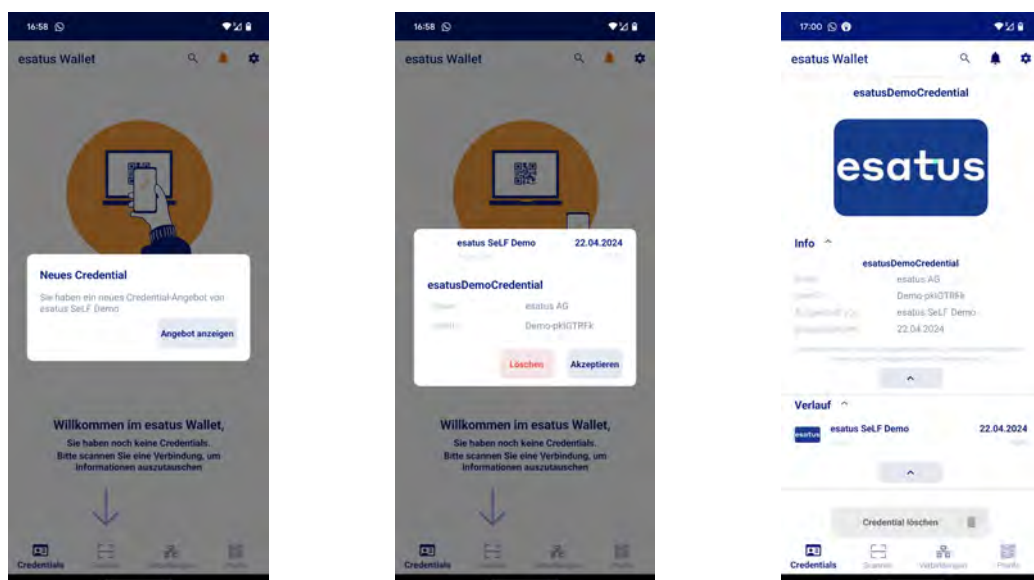 16:58
esatus Wallet
Neues Credential
Sie haben ein neues Credential-Angebot von
esatus SeLF Demo
Angebot anzeigen
Willkommen im esatus Wallet,
Sie haben noch keine Credentials.
Bitte scannen Sie eine Verbindung, um
Informationen auszutauschen
Credentials
16:58
esatus Wallet
esatus SeLF Demo 22.04.2024
esatusDemoCredential
esatus AG
Löschen Akzeptieren
Willkommen im esatus Wallet,
Sie haben noch keine Credentials.
Bitte scannen Sie eine Verbindung, um
Informationen auszutauschen
Credentials
17:00
esatus Wallet
esatusDemoCredential
esatus
Info
esatusDemoCredential
esatus AG
esatus SeLF Demo
22.04.2024
Verlauf
esatus
esatus SeLF Demo 22.04.2024
Credential löschen
Credentials